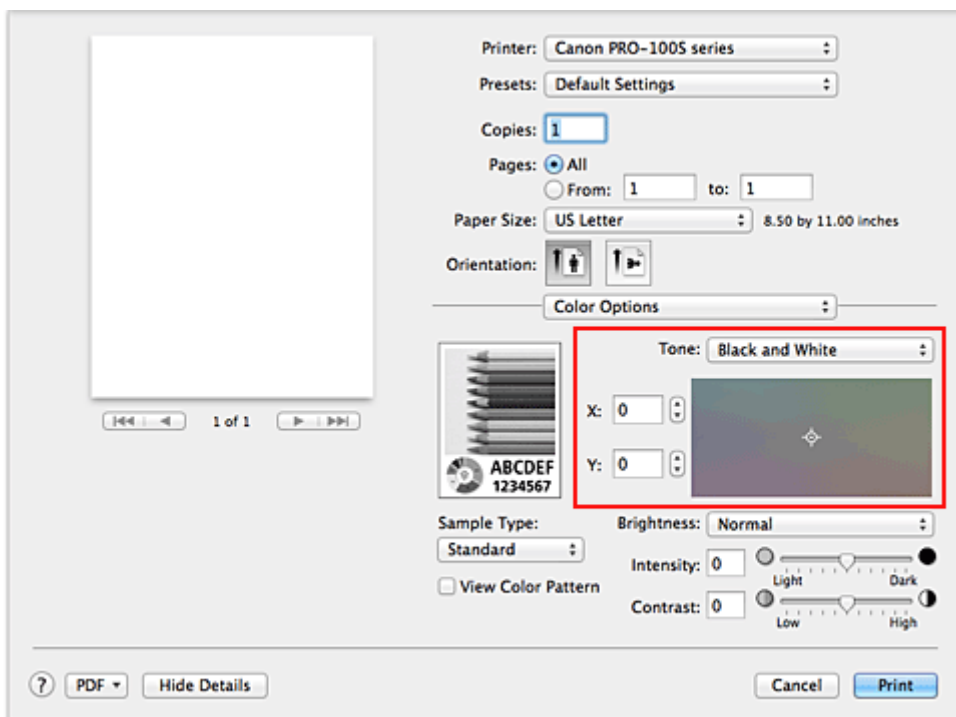 Printer: Canon PRO-100S series
Presets: Default Settings
Copies: 1
Pages: All
From: 1 to: 1
Paper Size: US Letter 8.50 by 11.00 inches
Orientation:
1 of 1
Color Options
ABCDEF
1234567
Tone: Black and White
X: 0
Y: 0
Sample Type:
Standard
View Color Pattern
Brightness: Normal
Intensity: 0
Light Dark
Contrast: 0
Low High
? PDF Hide Details Cancel Print